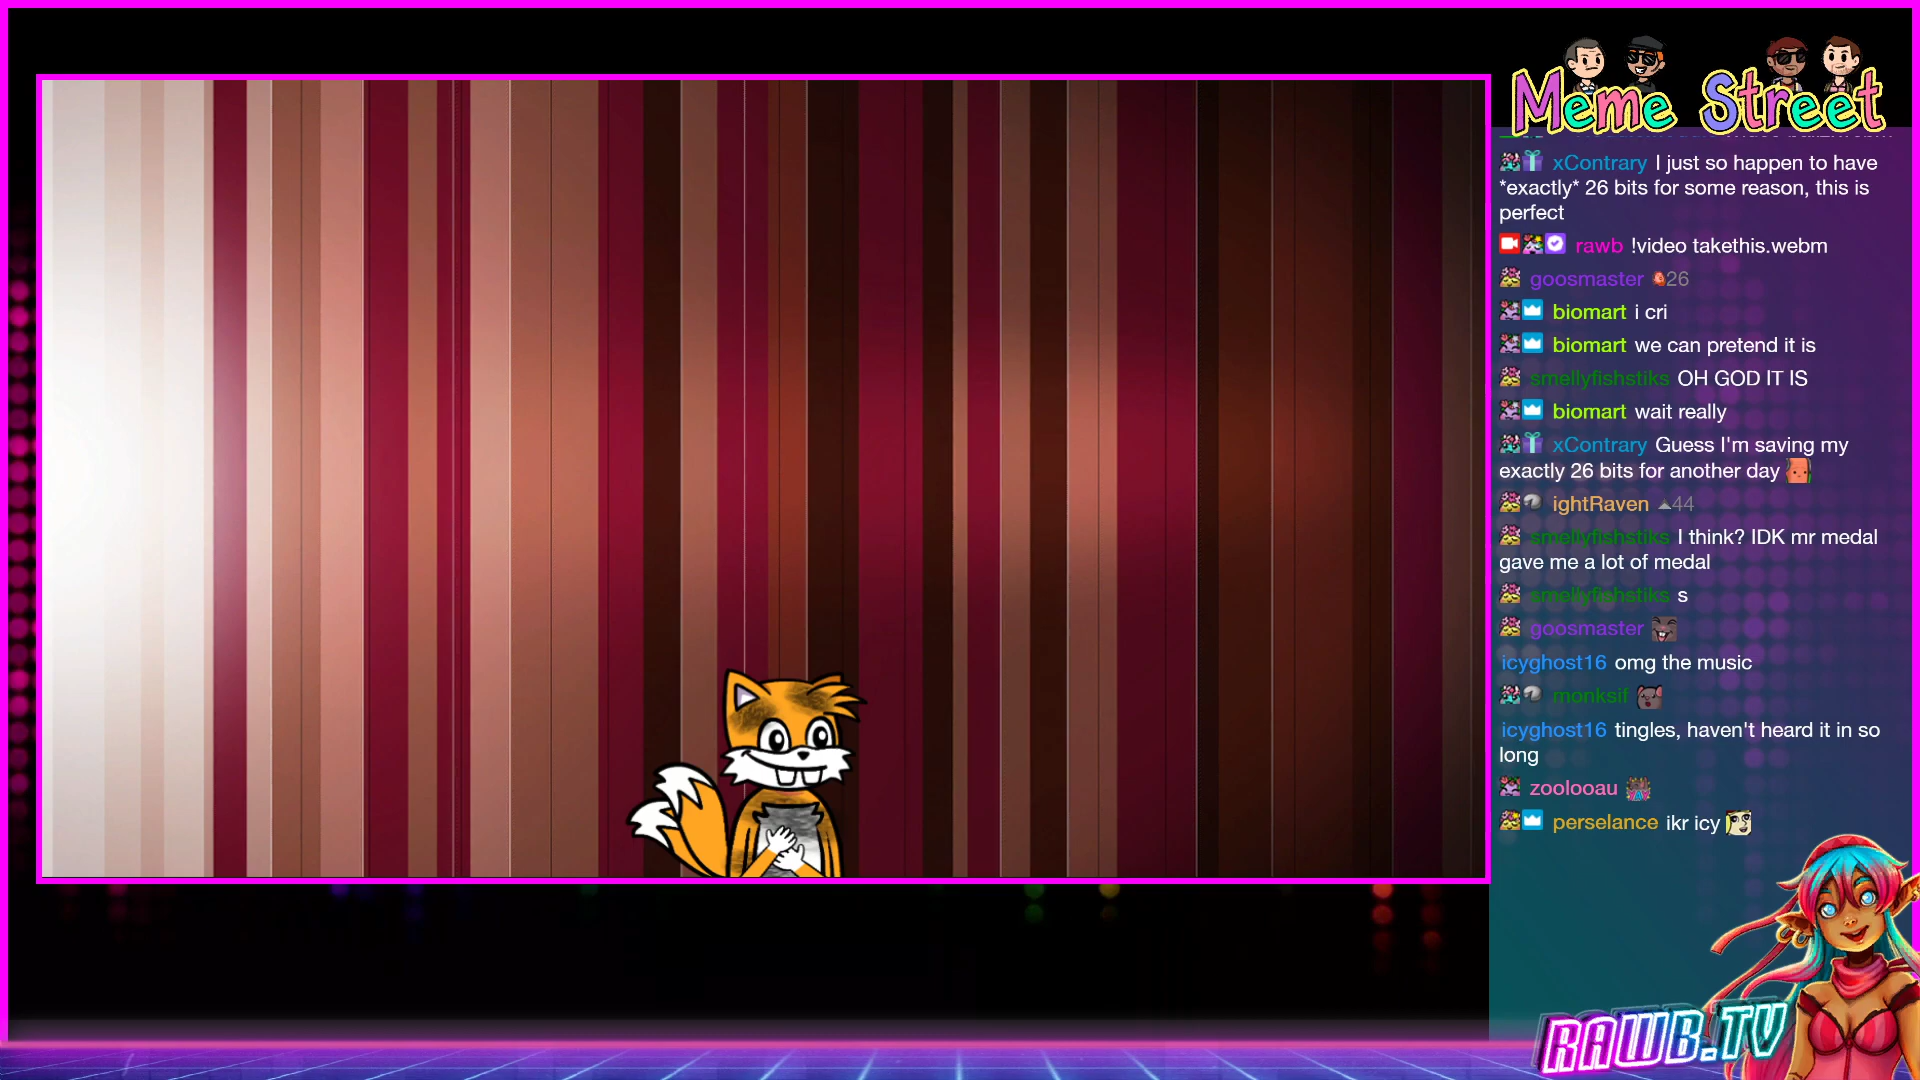 Meme Street
xContrary I just so happen to have
*exactly* 26 bits for some reason, this is
perfect
rawb !video takethis.webm
goosmaster 26
biomart i cri
biomart we can pretend it is
smellyfishstiks OH GOD IT IS
biomart wait really
xContrary Guess I'm saving my
exactly 26 bits for another day
ightRaven 44
smellyfishstiks I think? IDK mr medal
gave me a lot of medal
smellyfishstiks s
goosmaster
icyghost16 omg the music
monksif
icyghost16 tingles, haven't heard it in so
long
zoolooau
perselance ikr icy
RAWB.TV